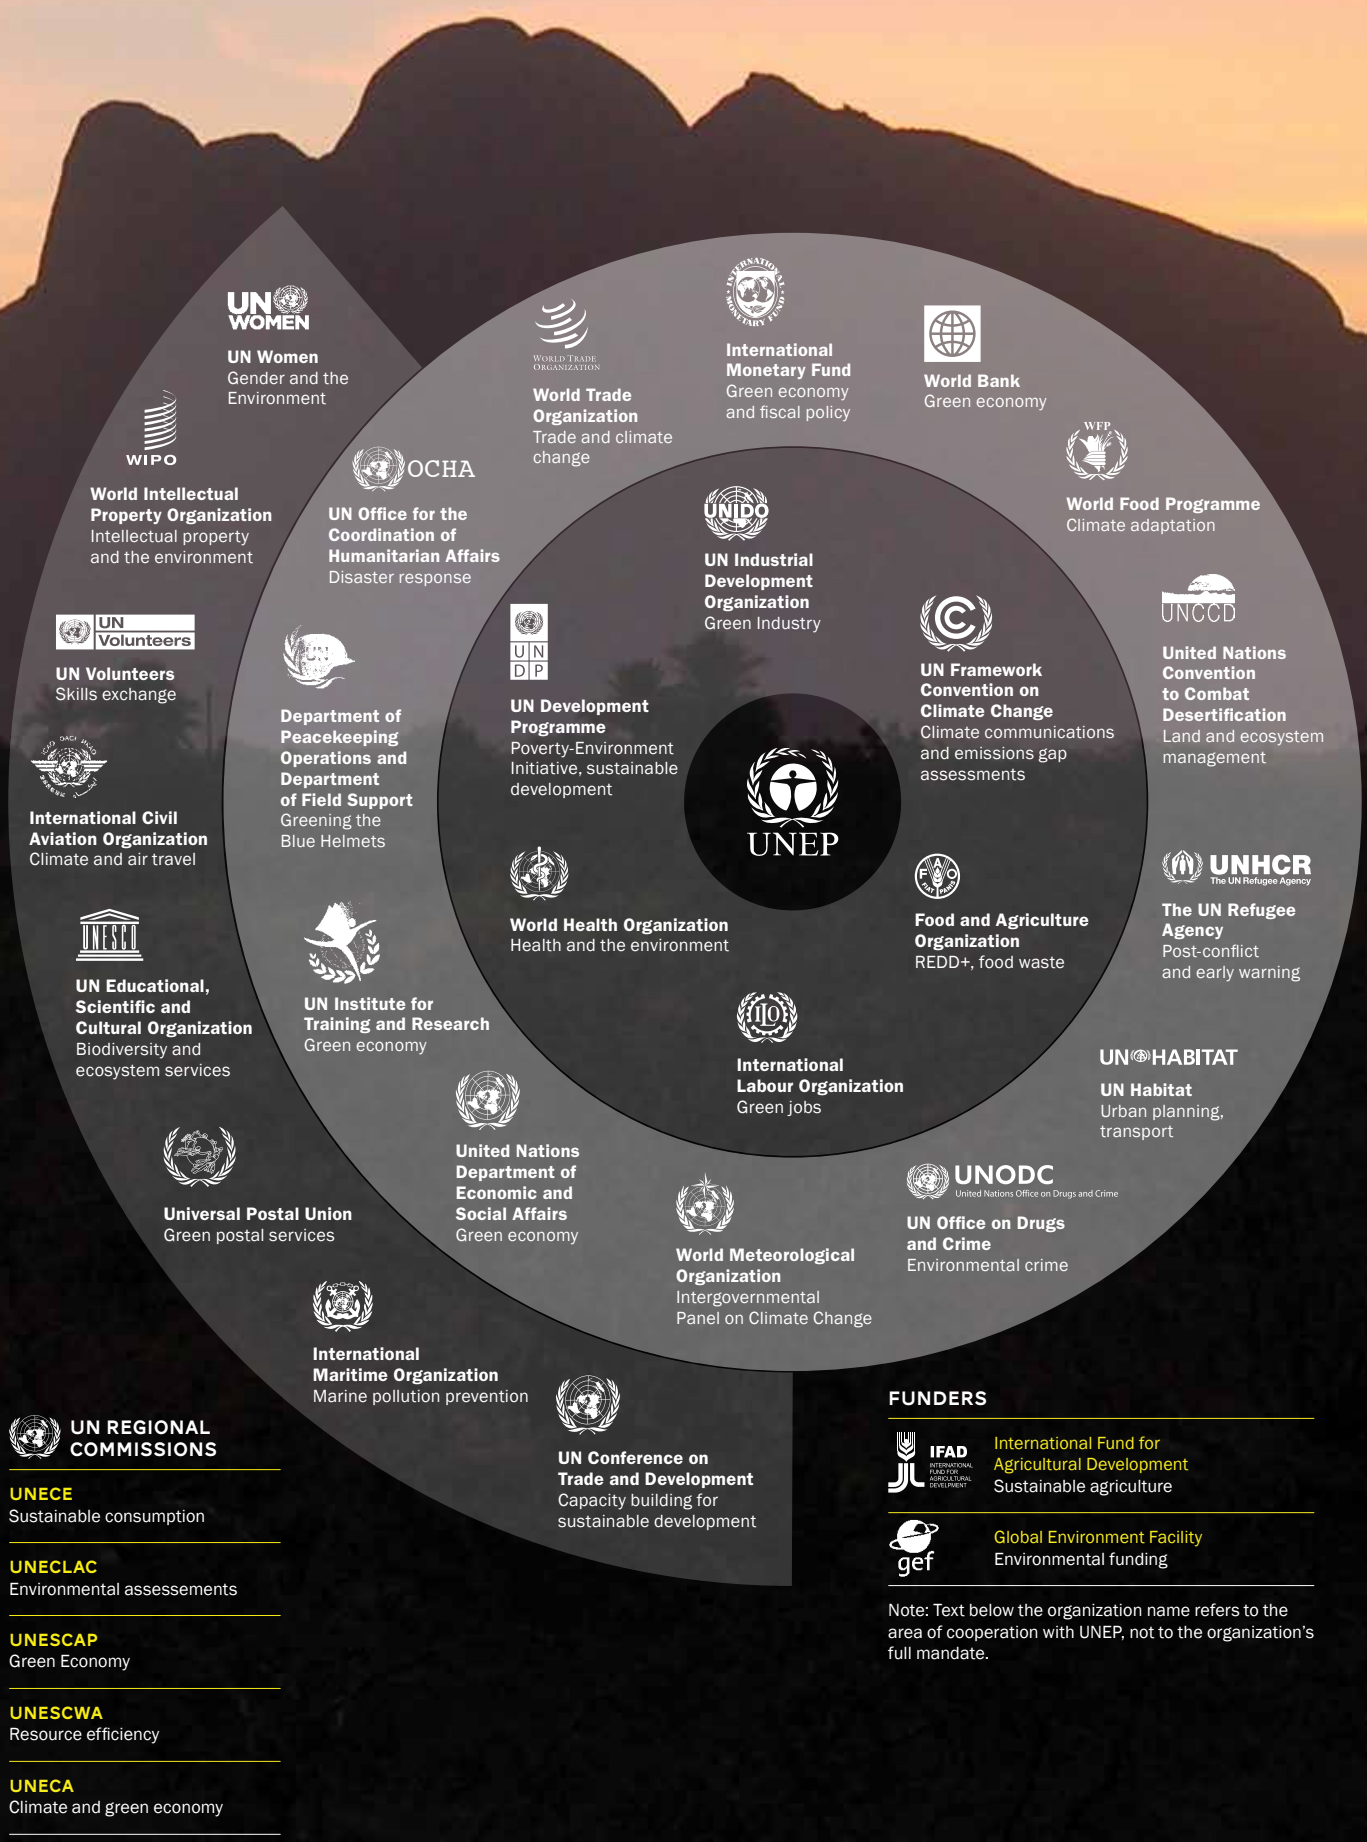 UN
WOMEN
UN Women
Gender and the
Environment
WIPO
World Intellectual
Property Organization
Intellectual property
and the environment
UN
Volunteers
UN Volunteers
Skills exchange
International Civil
Aviation Organization
Climate and air travel
UNESCO
UN Educational,
Scientific and
Cultural Organization
Biodiversity and
ecosystem services
Universal Postal Union
Green postal services
International
Maritime Organization
Marine pollution prevention
UN Conference on
Trade and Development
Capacity building for
sustainable development
OCHA
UN Office for the
Coordination of
Humanitarian Affairs
Disaster response
UN
Department of
Peacekeeping
Operations and
Department
of Field Support
Greening the
Blue Helmets
UN Institute for
Training and Research
Green economy
United Nations
Department of
Economic and
Social Affairs
Green economy
World Meteorological
Organization
Intergovernmental
Panel on Climate Change
UNODC
United Nations Office on Drugs and Crime
UN Office on Drugs
and Crime
Environmental crime
UN HABITAT
UN Habitat
Urban planning,
transport
UNHCR
The UN Refugee Agency
The UN Refugee
Agency
Post-conflict
and early warning
UNCCD
United Nations
Convention
to Combat
Desertification
Land and ecosystem
management
WFP
World Food Programme
Climate adaptation
World Bank
Green economy
INTERNATIONAL
MONETARY FUND
International
Monetary Fund
Green economy
and fiscal policy
WORLD TRADE
ORGANIZATION
World Trade
Organization
Trade and climate
change
UNIDO
UN Industrial
Development
Organization
Green Industry
UN Framework
Convention on
Climate Change
Climate communications
and emissions gap
assessments
FAO
FIAT PANIS
Food and Agriculture
Organization
REDD+, food waste
ILO
International
Labour Organization
Green jobs
World Health Organization
Health and the environment
UN
DP
UN Development
Programme
Poverty-Environment
Initiative, sustainable
development
UNEP
UN REGIONAL
COMMISSIONS
UNECE
Sustainable consumption
UNECLAC
Environmental assessements
UNESCAP
Green Economy
UNESCWA
Resource efficiency
UNECA
Climate and green economy
FUNDERS
IFAD
INTERNATIONAL
FUND FOR
AGRICULTURAL
DEVELPMENT
International Fund for
Agricultural Development
Sustainable agriculture
gef
Global Environment Facility
Environmental funding
Note: Text below the organization name refers to the
area of cooperation with UNEP, not to the organization's
full mandate.